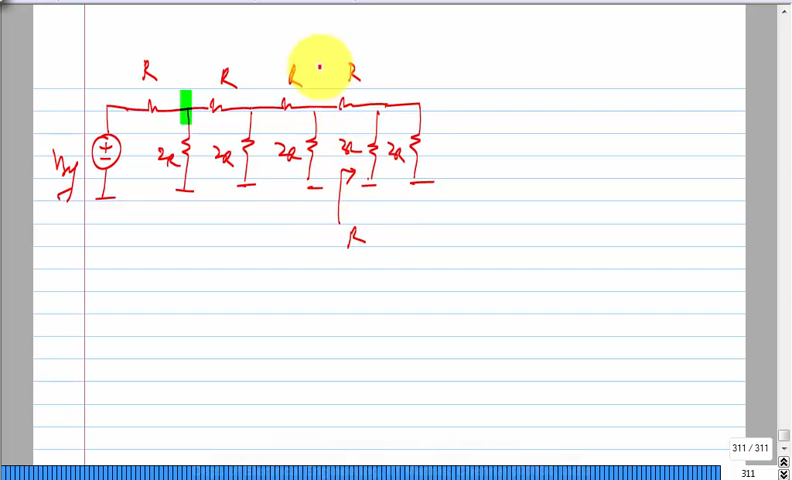 R R R R
+
-
2R 2R 2R 2R 2R
R
311 / 311
311